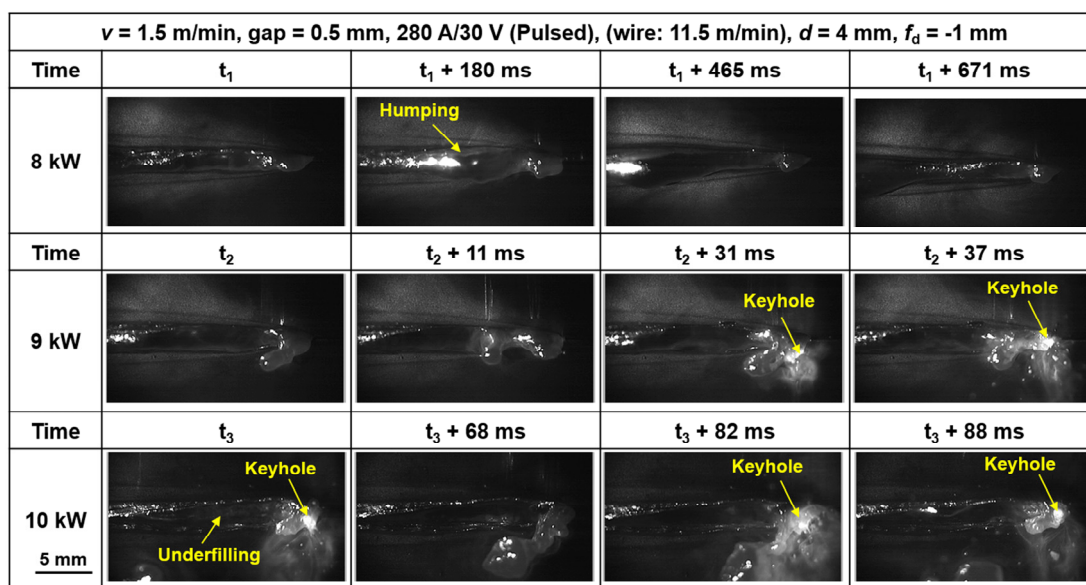 v = 1.5 m/min, gap = 0.5 mm, 280 A/30 V (Pulsed), (wire: 11.5 m/min), d = 4 mm, fd = -1 mm
Time t1 t1 + 180 ms t1 + 465 ms t1 + 671 ms
8 kW
Humping
Time t2 t2 + 11 ms t2 + 31 ms t2 + 37 ms
9 kW
Keyhole
Keyhole
Time t3 t3 + 68 ms t3 + 82 ms t3 + 88 ms
10 kW
5 mm
Keyhole
Underfilling
Keyhole
Keyhole